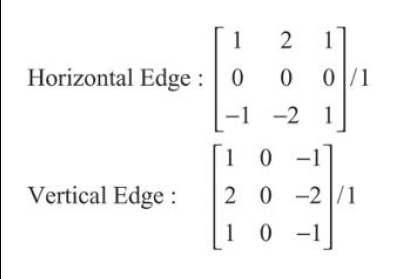 Horizontal Edge : [1 2 1
0 0 0
–1 –2 1] /1
Vertical Edge : [1 0 –1
2 0 –2
1 0 –1] /1